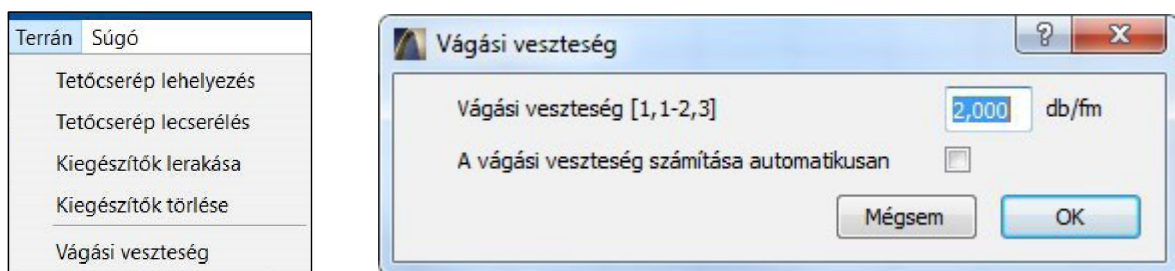 Terrán Súgó
Tetőcserép lehelyezés
Tetőcserép lecserélés
Kiegészítők lerakása
Kiegészítők törlése
Vágási veszteség
Vágási veszteség
Vágási veszteség [1,1-2,3] 2,000 db/fm
A vágási veszteség számítása automatikusan
Mégsem OK